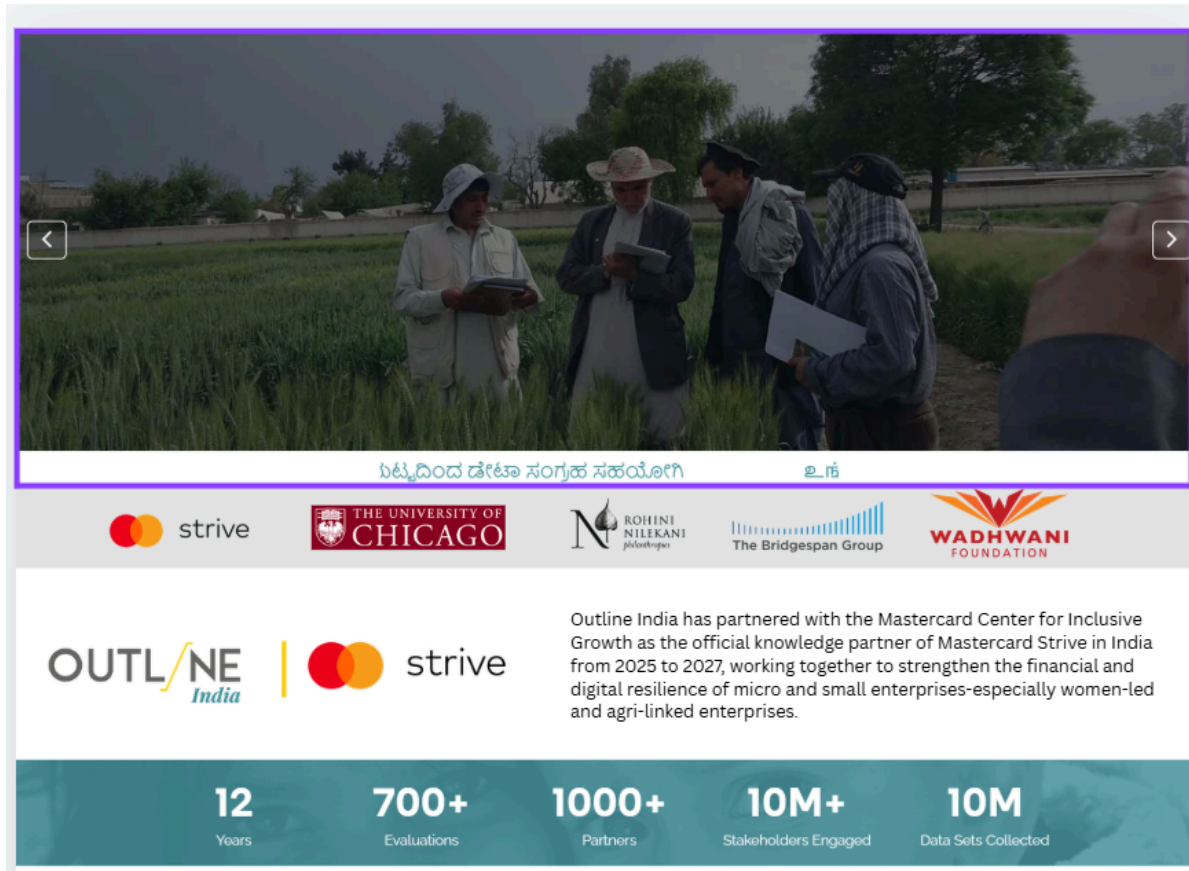 ಮಟ್ಟದಿಂದ ಡೇಟಾ ಸಂಗ್ರಹ ಸಹಯೋಗಿ உங்
strive
THE UNIVERSITY OF
CHICAGO
ROHINI
NILEKANI
philanthropies
The Bridgespan Group
WADHWANI
FOUNDATION
OUTLINE
India
strive
Outline India has partnered with the Mastercard Center for Inclusive
Growth as the official knowledge partner of Mastercard Strive in India
from 2025 to 2027, working together to strengthen the financial and
digital resilience of micro and small enterprises-especially women-led
and agri-linked enterprises.
12 700+ 1000+ 10M+ 10M
Years Evaluations Partners Stakeholders Engaged Data Sets Collected